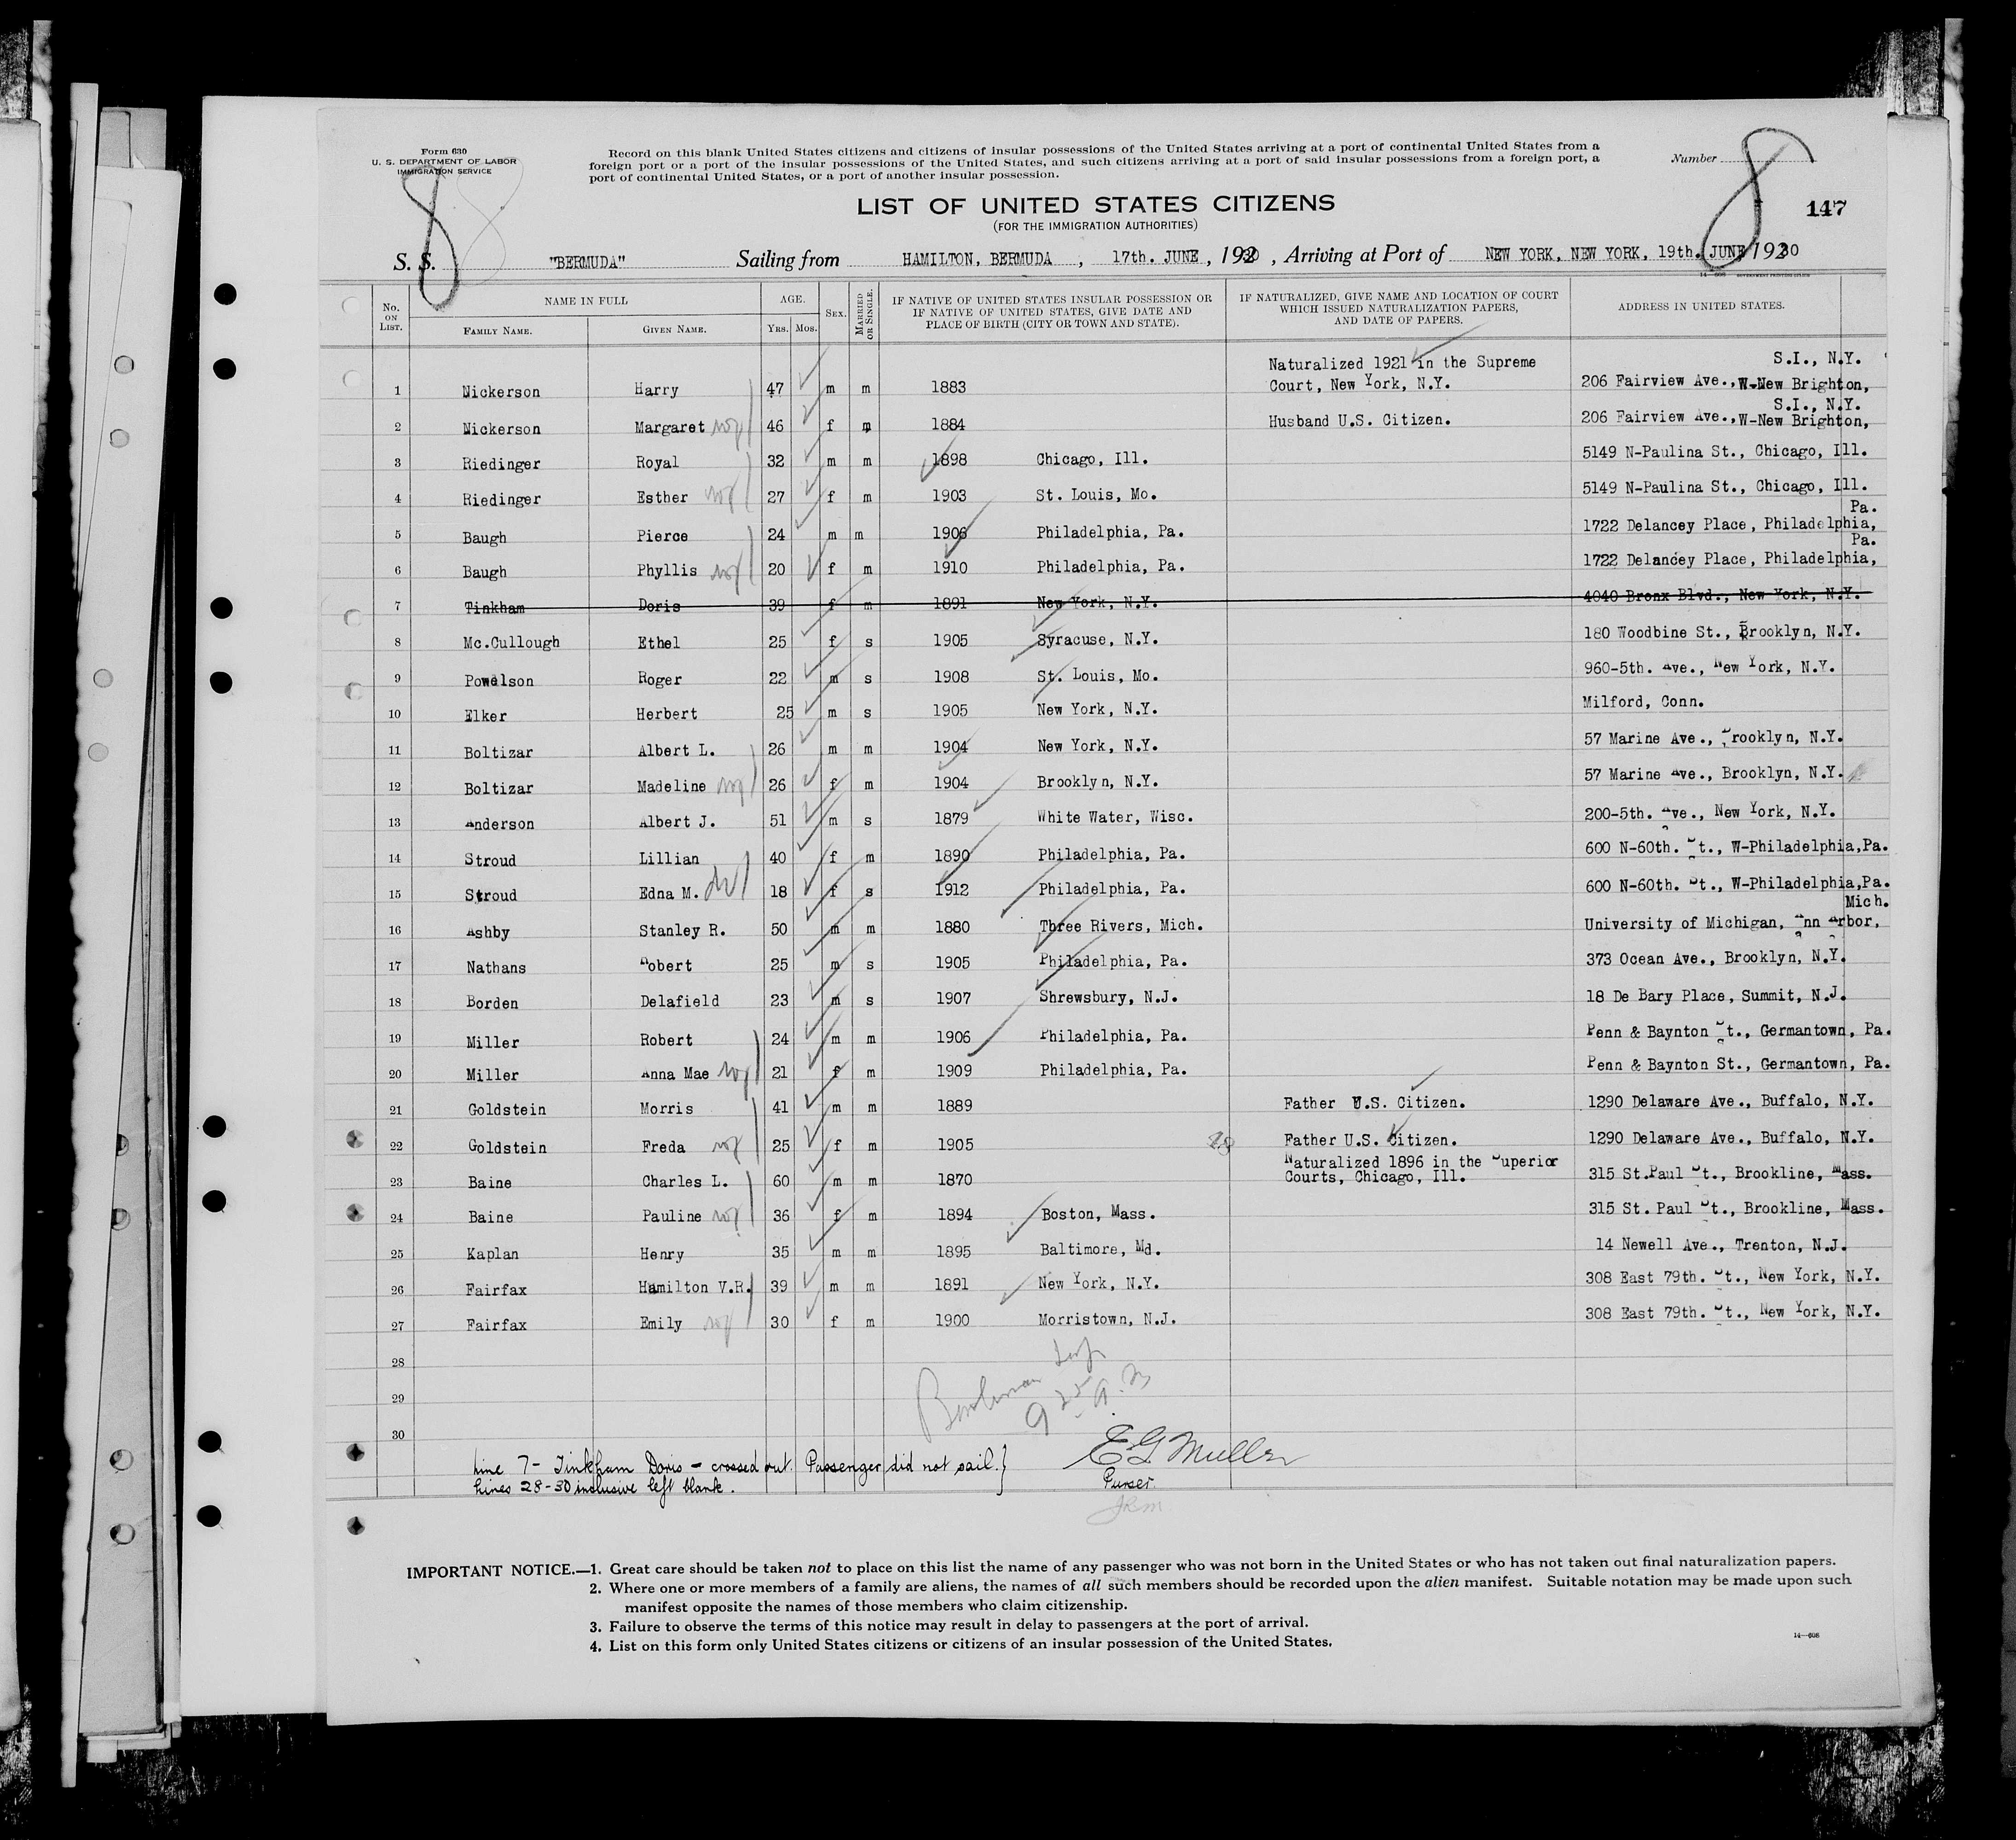 Form 630
U. S. DEPARTMENT OF LABOR
IMMIGRATION SERVICE
8
Record on this blank United States citizens and citizens of insular possessions of the United States arriving at a port of continental United States from a
foreign port or a port of the insular possessions of the United States, and such citizens arriving at a port of said insular possessions from a foreign port, a
port of continental United States, or a port of another insular possession.
Number 8
147
LIST OF UNITED STATES CITIZENS
(FOR THE IMMIGRATION AUTHORITIES)
S. S. "BERMUDA" Sailing from HAMILTON, BERMUDA , 17th. JUNE , 1930 , Arriving at Port of NEW YORK, NEW YORK, 19th. JUNE 1930
No. ON LIST. NAME IN FULL AGE. SEX. MARRIED OR SINGLE. IF NATIVE OF UNITED STATES INSULAR POSSESSION OR IF NATIVE OF UNITED STATES, GIVE DATE AND PLACE OF BIRTH (CITY OR TOWN AND STATE). IF NATURALIZED, GIVE NAME AND LOCATION OF COURT WHICH ISSUED NATURALIZATION PAPERS, AND DATE OF PAPERS. ADDRESS IN UNITED STATES.
FAMILY NAME. GIVEN NAME. YRS. MOS.
1 Nickerson Harry 47 m m 1883 Naturalized 1921 in the Supreme Court, New York, N.Y. 206 Fairview Ave., W-New Brighton, S.I., N.Y.
2 Nickerson Margaret wf 46 f m 1884 Husband U.S. Citizen. 206 Fairview Ave., W-New Brighton, S.I., N.Y.
3 Riedinger Royal 32 m m 1898 Chicago, Ill. 5149 N-Paulina St., Chicago, Ill.
4 Riedinger Esther wf 27 f m 1903 St. Louis, Mo. 5149 N-Paulina St., Chicago, Ill.
5 Baugh Pierce 24 m m 1906 Philadelphia, Pa. 1722 Delancey Place, Philadelphia, Pa.
6 Baugh Phyllis wf 20 f m 1910 Philadelphia, Pa. 1722 Delancey Place, Philadelphia, Pa.
7 Tinkham Doris 39 f m 1891 New York, N.Y. 4040 Bronx Blvd., New York, N.Y.
8 Mc.Cullough Ethel 25 f s 1905 Syracuse, N.Y. 180 Woodbine St., Brooklyn, N.Y.
9 Powelson Roger 22 m s 1908 St. Louis, Mo. 960-5th. Ave., New York, N.Y.
10 Elker Herbert 25 m s 1905 New York, N.Y. Milford, Conn.
11 Boltizar Albert L. 26 m m 1904 New York, N.Y. 57 Marine Ave., Brooklyn, N.Y.
12 Boltizar Madeline wf 26 f m 1904 Brooklyn, N.Y. 57 Marine Ave., Brooklyn, N.Y.
13 Anderson Albert J. 51 m s 1879 White Water, Wisc. 200-5th. Ave., New York, N.Y.
14 Stroud Lillian 40 f m 1890 Philadelphia, Pa. 600 N-60th. St., W-Philadelphia,Pa.
15 Stroud Edna M. 18 f s 1912 Philadelphia, Pa. 600 N-60th. St., W-Philadelphia,Pa.
16 Ashby Stanley R. 50 m m 1880 Three Rivers, Mich. University of Michigan, Ann Arbor, Mich.
17 Nathans Robert 25 m s 1905 Philadelphia, Pa. 373 Ocean Ave., Brooklyn, N.Y.
18 Borden Delafield 23 m s 1907 Shrewsbury, N.J. 18 De Bary Place, Summit, N.J.
19 Miller Robert 24 m m 1906 Philadelphia, Pa. Penn & Baynton St., Germantown, Pa.
20 Miller Anna Mae wf 21 f m 1909 Philadelphia, Pa. Penn & Baynton St., Germantown, Pa.
21 Goldstein Morris 41 m m 1889 Father U.S. Citizen. 1290 Delaware Ave., Buffalo, N.Y.
22 Goldstein Freda wf 25 f m 1905 Father U.S. Citizen. 1290 Delaware Ave., Buffalo, N.Y.
23 Baine Charles L. 60 m m 1870 Naturalized 1896 in the Superior Courts, Chicago, Ill. 315 St.Paul St., Brookline, Mass.
24 Baine Pauline wf 36 f m 1894 Boston, Mass. 315 St. Paul St., Brookline, Mass.
25 Kaplan Henry 35 m m 1895 Baltimore, Md. 14 Newell Ave., Trenton, N.J.
26 Fairfax Hamilton V.R. 39 m m 1891 New York, N.Y. 308 East 79th. St., New York, N.Y.
27 Fairfax Emily wf 30 f m 1900 Morristown, N.J. 308 East 79th. St., New York, N.Y.
28
29
30
Line 7 - Tinkham Doris - crossed out. Passenger did not sail.}
Lines 28-30 inclusive left blank.
E G Muller
Purser.
IMPORTANT NOTICE.—1. Great care should be taken not to place on this list the name of any passenger who was not born in the United States or who has not taken out final naturalization papers.
2. Where one or more members of a family are aliens, the names of all such members should be recorded upon the alien manifest. Suitable notation may be made upon such
manifest opposite the names of those members who claim citizenship.
3. Failure to observe the terms of this notice may result in delay to passengers at the port of arrival.
4. List on this form only United States citizens or citizens of an insular possession of the United States.
14—608